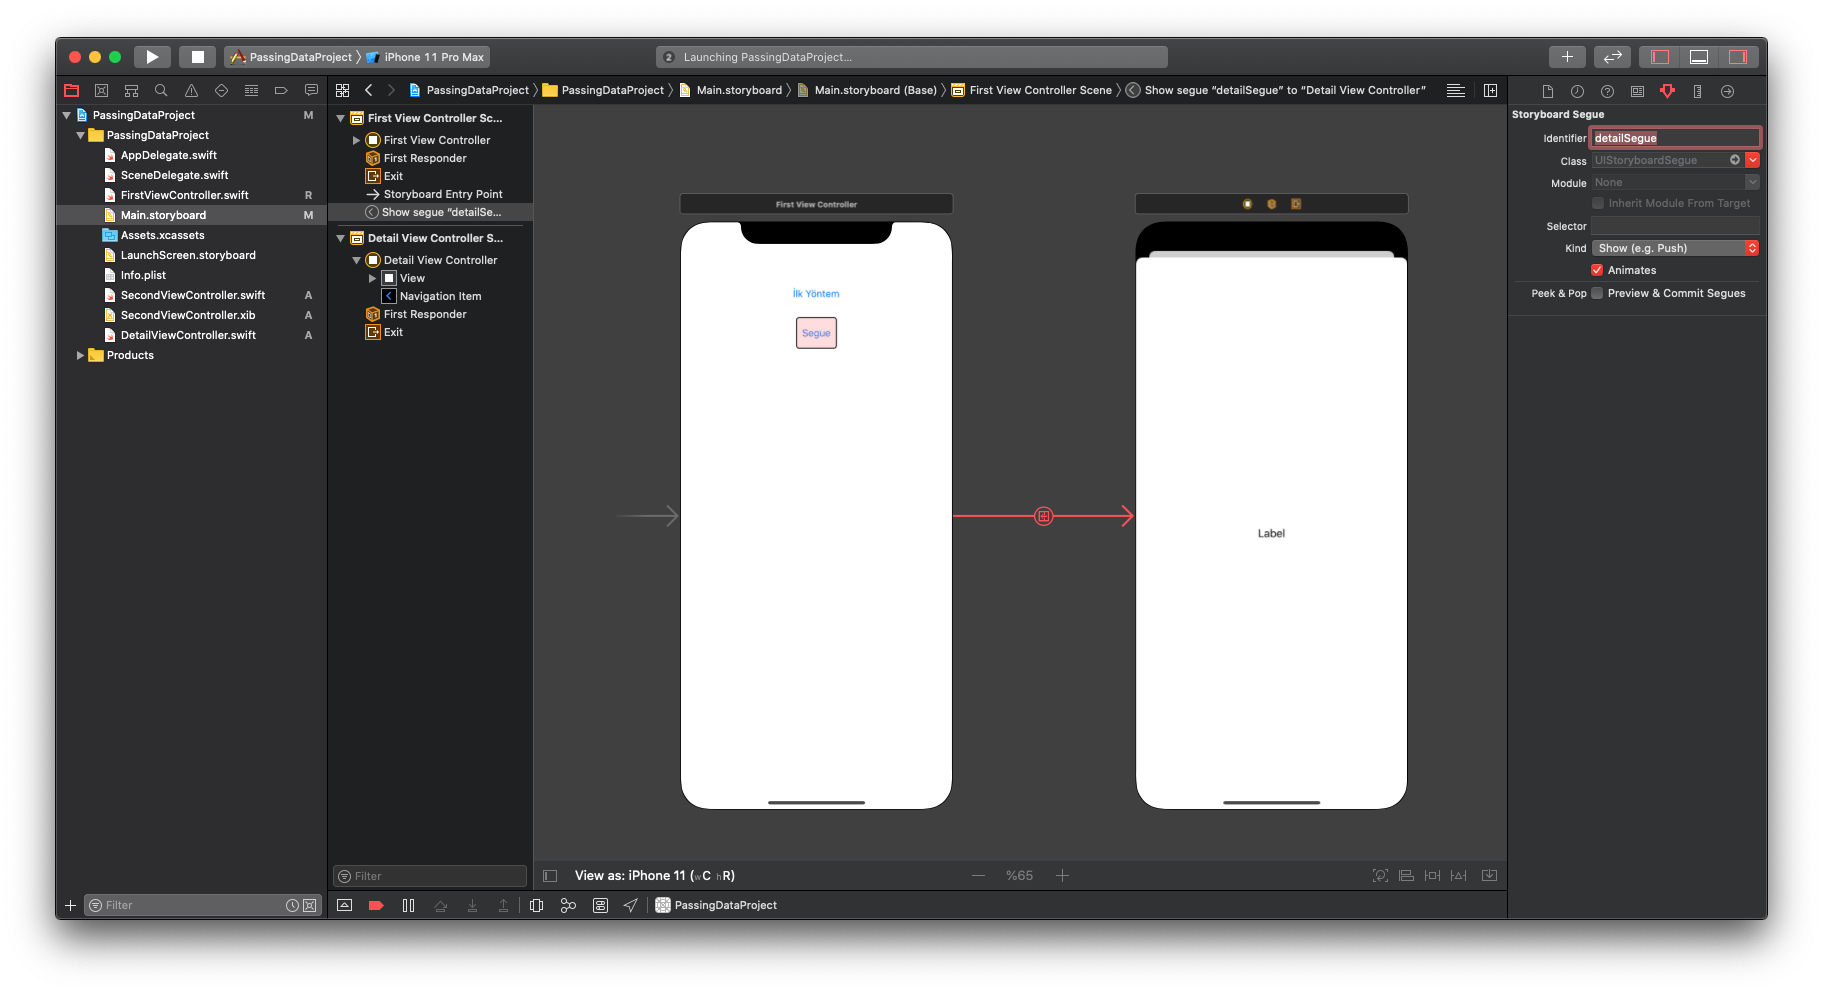 PassingDataProject iPhone 11 Pro Max
2 Launching PassingDataProject...
PassingDataProject PassingDataProject Main.storyboard Main.storyboard (Base) First View Controller Scene Show segue “detailSegue” to “Detail View Controller”
PassingDataProject M
PassingDataProject
AppDelegate.swift
SceneDelegate.swift
FirstViewController.swift R
Main.storyboard M
Assets.xcassets
LaunchScreen.storyboard
Info.plist
SecondViewController.swift A
SecondViewController.xib A
DetailViewController.swift A
Products
Filter
First View Controller Sc...
First View Controller
First Responder
Exit
Storyboard Entry Point
Show segue “detailSe...
Detail View Controller S...
Detail View Controller
View
Navigation Item
First Responder
Exit
Filter
First View Controller
İlk Yöntem
Segue
Label
View as: iPhone 11 (wC hR)
%65
PassingDataProject
Storyboard Segue
Identifier detailSegue
Class UIStoryboardSegue
Module None
Inherit Module From Target
Selector
Kind Show (e.g. Push)
Animates
Peek & Pop Preview & Commit Segues